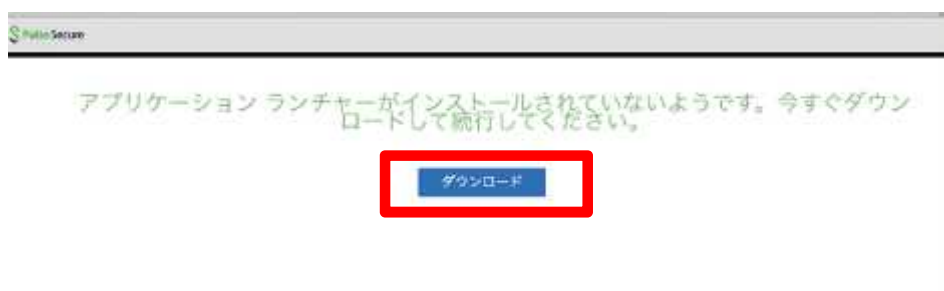 Pulse Secure
アプリケーション ランチャーがインストールされていないようです。今すぐダウン
ロードして続行してください。
ダウンロード